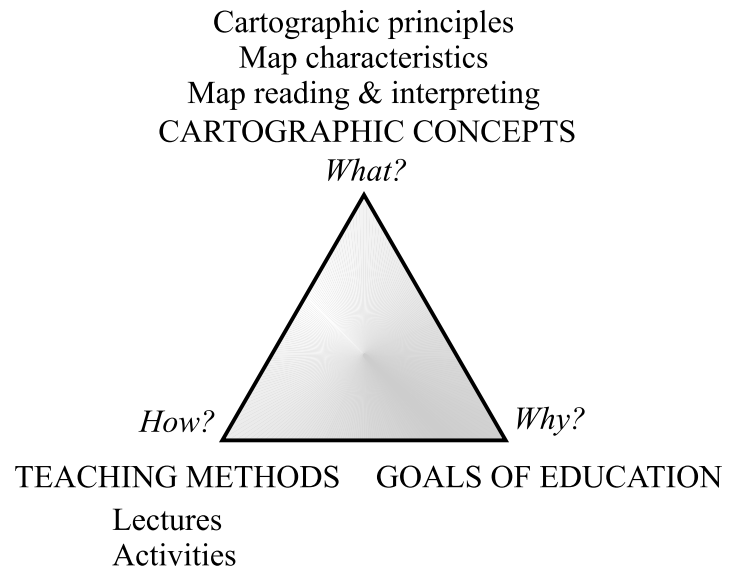 Cartographic principles
Map characteristics
Map reading & interpreting
CARTOGRAPHIC CONCEPTS
What?
How?
Why?
TEACHING METHODS
GOALS OF EDUCATION
Lectures
Activities